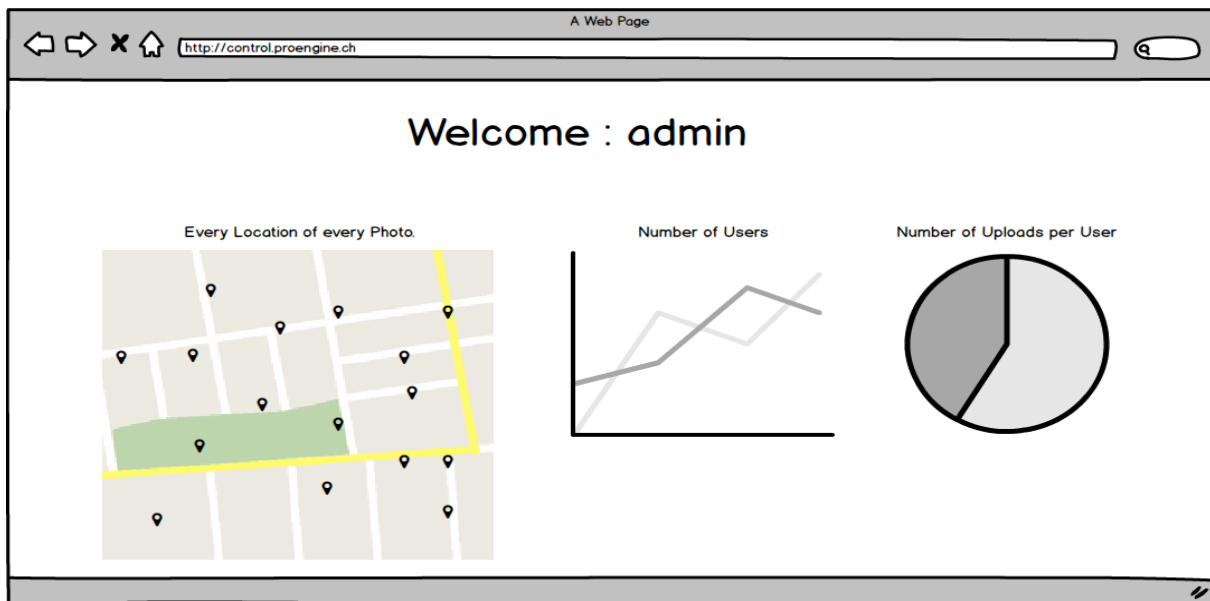 A Web Page
http://control.proengine.ch
Welcome : admin
Every Location of every Photo.
Number of Users
Number of Uploads per User